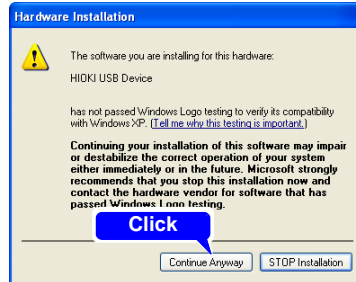 Hardware Installation
The software you are installing for this hardware:
HIOKI USB Device
has not passed Windows Logo testing to verify its compatibility
with Windows XP. (Tell me why this testing is important.)
Continuing your installation of this software may impair
or destabilize the correct operation of your system
either immediately or in the future. Microsoft strongly
recommends that you stop this installation now and
contact the hardware vendor for software that has
passed Windows Logo testing.
Click
Continue Anyway
STOP Installation